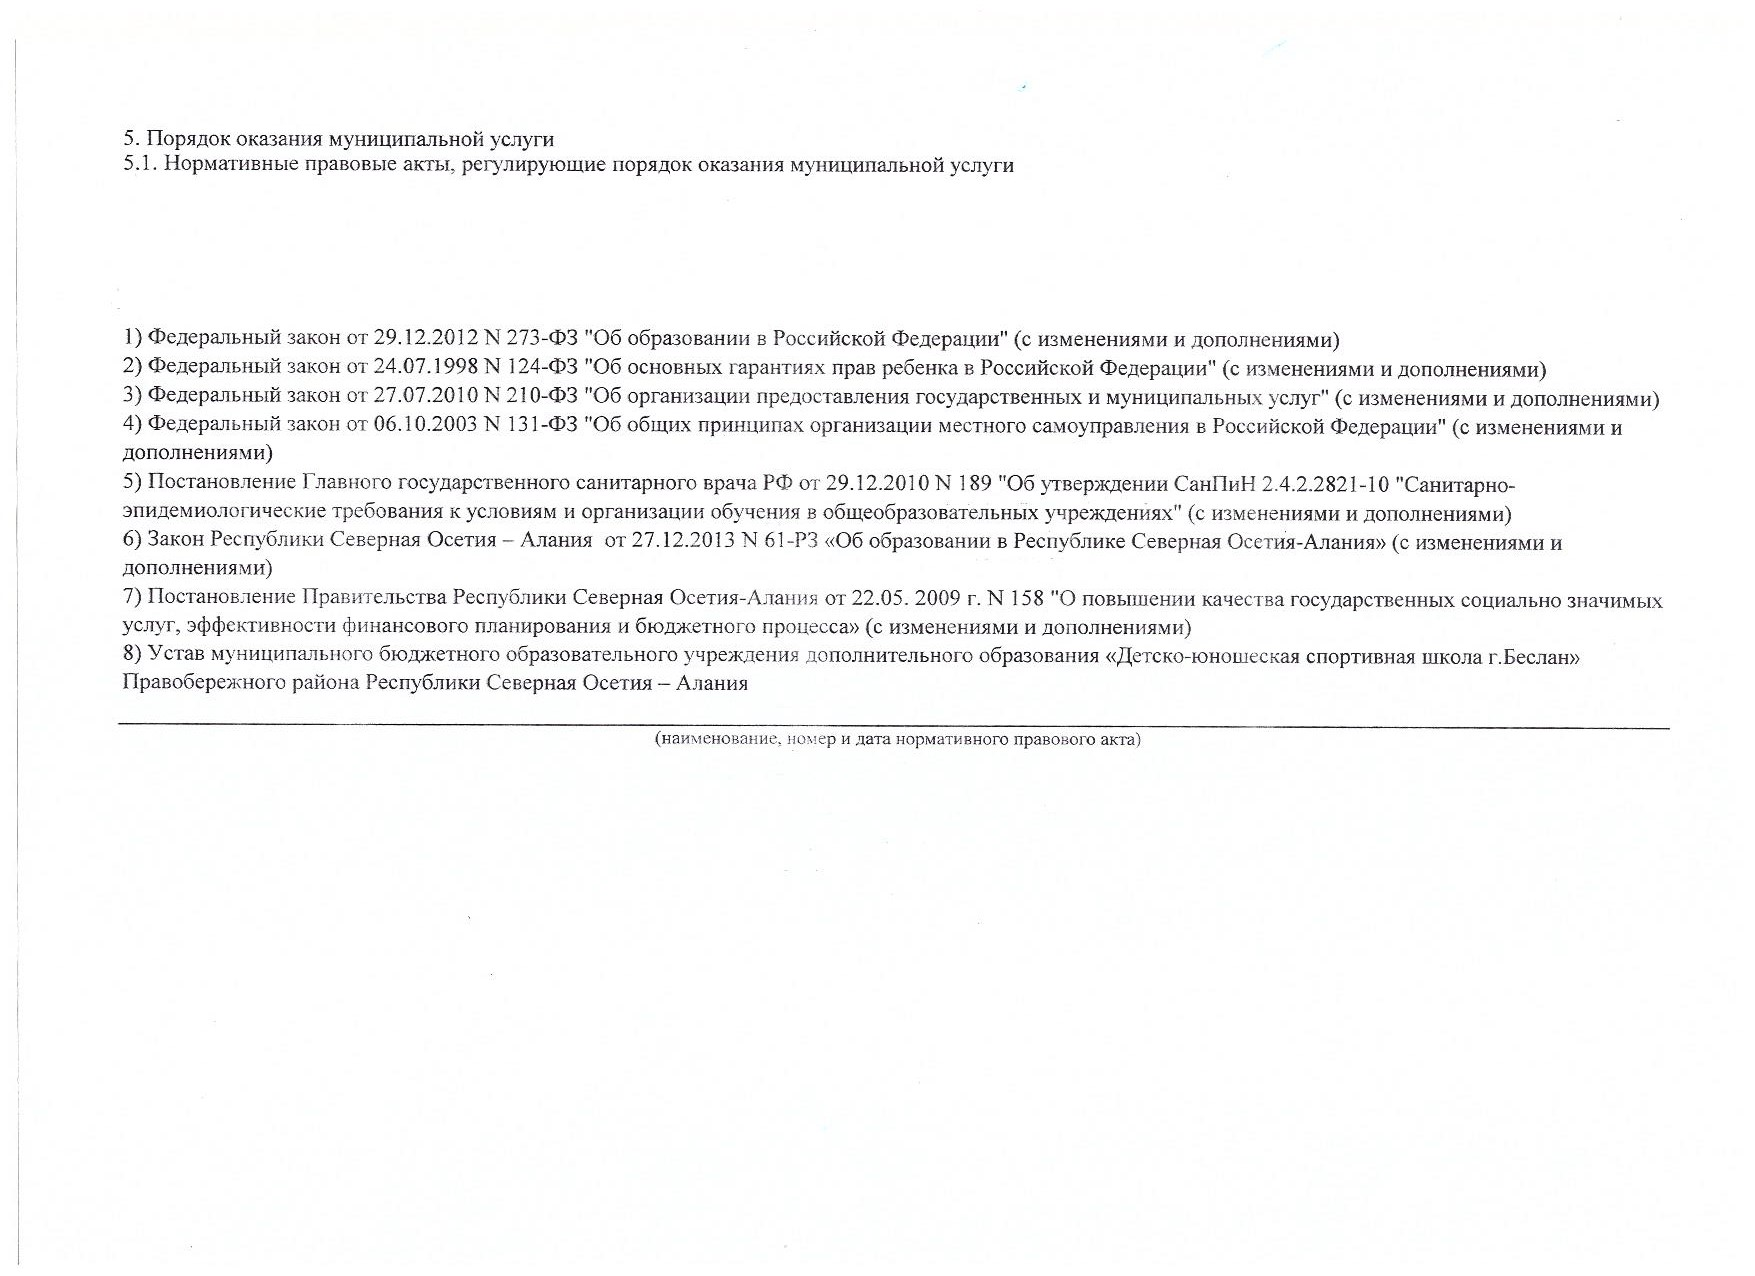 5. Порядок оказания муниципальной услуги
5.1. Нормативные правовые акты, регулирующие порядок оказания муниципальной услуги
1) Федеральный закон от 29.12.2012 N 273-ФЗ "Об образовании в Российской Федерации" (с изменениями и дополнениями)
2) Федеральный закон от 24.07.1998 N 124-ФЗ "Об основных гарантиях прав ребенка в Российской Федерации" (с изменениями и дополнениями)
3) Федеральный закон от 27.07.2010 N 210-ФЗ "Об организации предоставления государственных и муниципальных услуг" (с изменениями и дополнениями)
4) Федеральный закон от 06.10.2003 N 131-ФЗ "Об общих принципах организации местного самоуправления в Российской Федерации" (с изменениями и
дополнениями)
5) Постановление Главного государственного санитарного врача РФ от 29.12.2010 N 189 "Об утверждении СанПиН 2.4.2.2821-10 "Санитарно-
эпидемиологические требования к условиям и организации обучения в общеобразовательных учреждениях" (с изменениями и дополнениями)
6) Закон Республики Северная Осетия – Алания от 27.12.2013 N 61-РЗ «Об образовании в Республике Северная Осетия-Алания» (с изменениями и
дополнениями)
7) Постановление Правительства Республики Северная Осетия-Алания от 22.05. 2009 г. N 158 "О повышении качества государственных социально значимых
услуг, эффективности финансового планирования и бюджетного процесса» (с изменениями и дополнениями)
8) Устав муниципального бюджетного образовательного учреждения дополнительного образования «Детско-юношеская спортивная школа г.Беслан»
Правобережного района Республики Северная Осетия – Алания
(наименование, номер и дата нормативного правового акта)